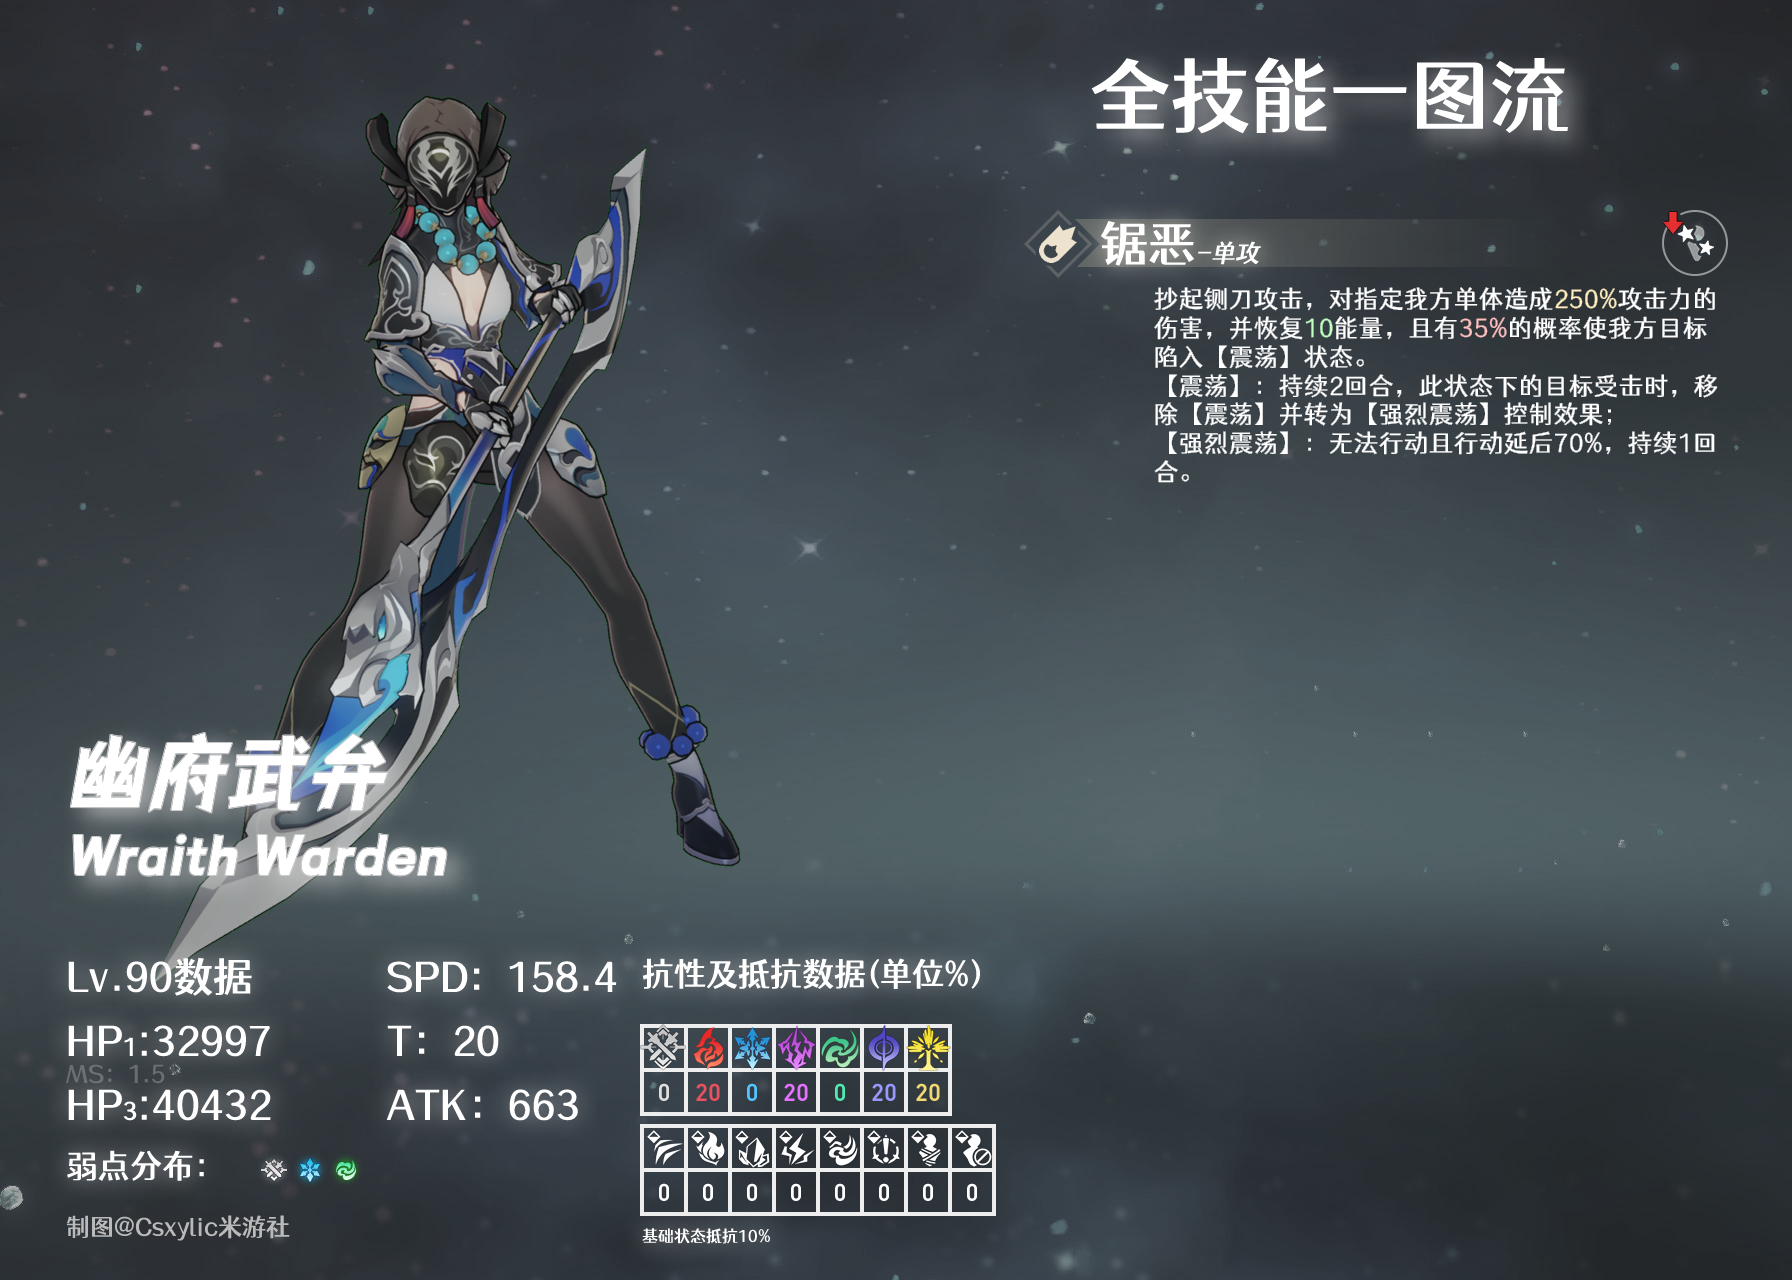 全技能一图流
锯恶-单攻
抄起铡刀攻击，对指定我方单体造成250%攻击力的
伤害，并恢复10能量，且有35%的概率使我方目标
陷入【震荡】状态。
【震荡】：持续2回合，此状态下的目标受击时，移
除【震荡】并转为【强烈震荡】控制效果；
【强烈震荡】：无法行动且行动延后70%，持续1回
合。
幽府武弁
Wraith Warden
Lv.90数据
SPD：158.4
HP₁:32997
T：20
MS：1.5
HP₃:40432
ATK：663
弱点分布：
制图@Csxylic米游社
抗性及抵抗数据(单位%)
0 20 0 20 0 20 20
0 0 0 0 0 0 0 0
基础状态抵抗10%